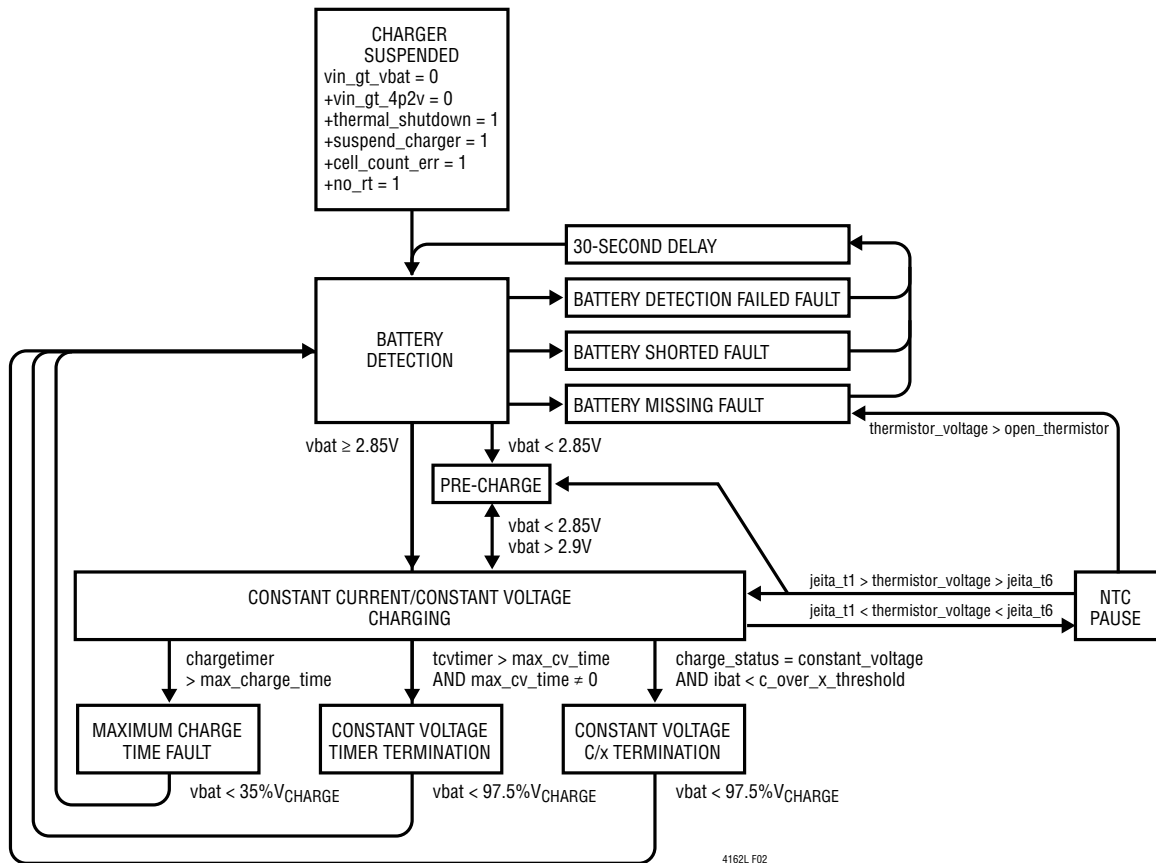 CHARGER
SUSPENDED
vin_gt_vbat = 0
+vin_gt_4p2v = 0
+thermal_shutdown = 1
+suspend_charger = 1
+cell_count_err = 1
+no_rt = 1
30-SECOND DELAY
BATTERY DETECTION FAILED FAULT
BATTERY
DETECTION
BATTERY SHORTED FAULT
BATTERY MISSING FAULT
thermistor_voltage > open_thermistor
vbat ≥ 2.85V
vbat < 2.85V
PRE-CHARGE
vbat < 2.85V
vbat > 2.9V
CONSTANT CURRENT/CONSTANT VOLTAGE
CHARGING
jeita_t1 > thermistor_voltage > jeita_t6
jeita_t1 < thermistor_voltage < jeita_t6
NTC
PAUSE
chargetimer
> max_charge_time
tcvtimer > max_cv_time
AND max_cv_time ≠ 0
charge_status = constant_voltage
AND ibat < c_over_x_threshold
MAXIMUM CHARGE
TIME FAULT
CONSTANT VOLTAGE
TIMER TERMINATION
CONSTANT VOLTAGE
C/x TERMINATION
vbat < 35%VCHARGE
vbat < 97.5%VCHARGE
vbat < 97.5%VCHARGE
4162L F02